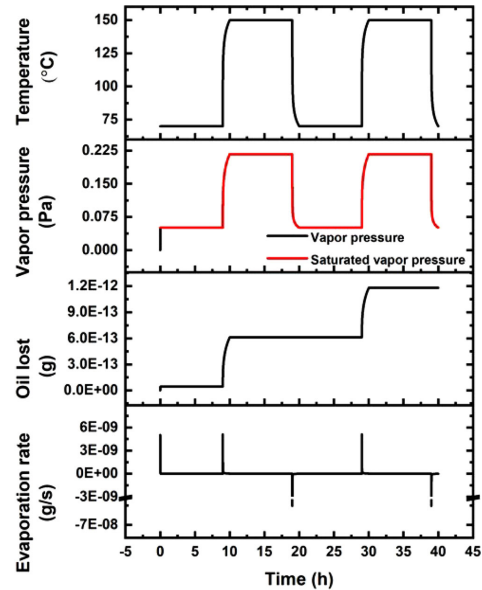 Temperature
(°C)
150
125
100
75
Vapor pressure
(Pa)
0.225
0.150
0.075
0.000
Vapor pressure
Saturated vapor pressure
Oil lost
(g)
1.2E-12
9.0E-13
6.0E-13
3.0E-13
0.0E+00
Evaporation rate
(g/s)
6E-09
3E-09
0E+00
-3E-09
-7E-08
-5 0 5 10 15 20 25 30 35 40 45
Time (h)